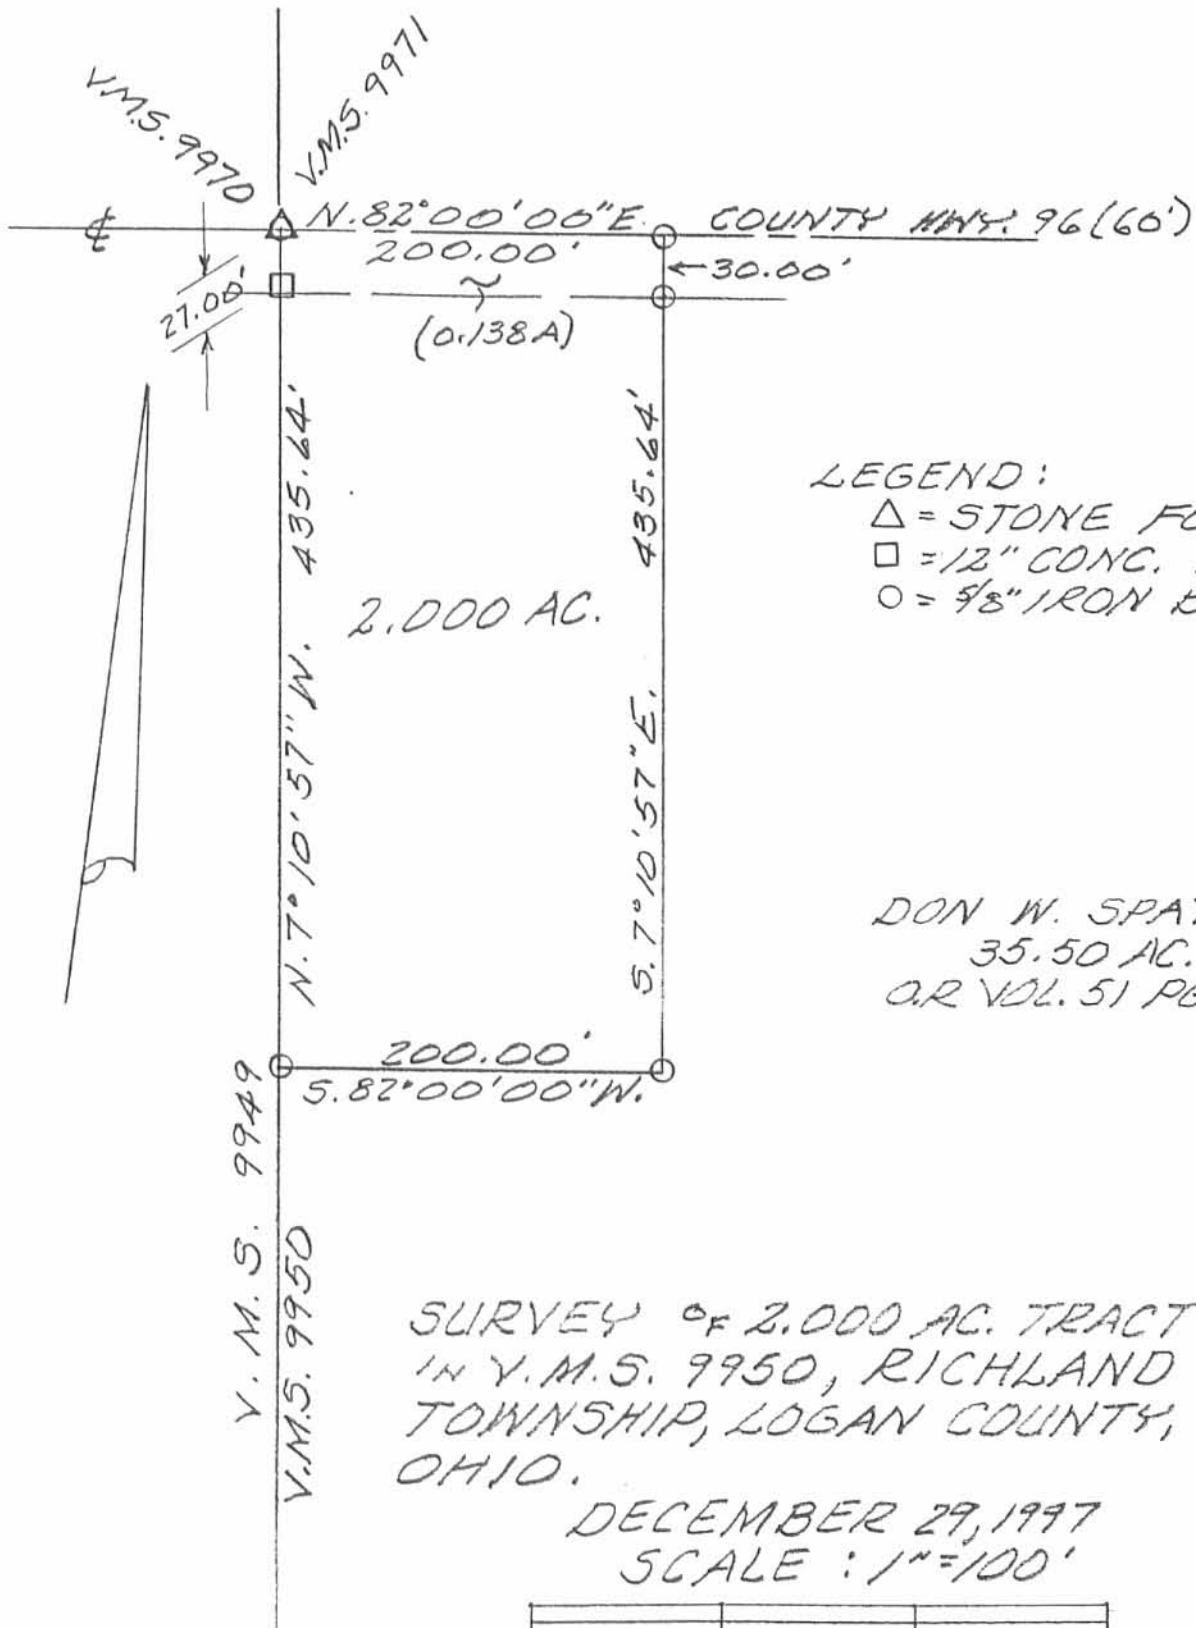 V.M.S. 9970
V.M.S. 9971
℄
N.82°00'00"E.
COUNTY HWY. 96(60')
200.00'
30.00'
27.00'
(0.138A)
435.64'
435.64'
LEGEND:
△ = STONE
□ = 12" CONC.
○ = 5/8" IRON
2.000 AC.
N.7°10'57"W.
S.7°10'57"E.
DON W.
35.50 AC.
O.R VOL. 51
200.00'
S.82°00'00"W.
V.M.S. 9949
V.M.S. 9950
SURVEY OF 2.000 AC. TRACT
IN V.M.S. 9950, RICHLAND
TOWNSHIP, LOGAN COUNTY,
OHIO.
DECEMBER 29, 1997
SCALE : 1"=100'